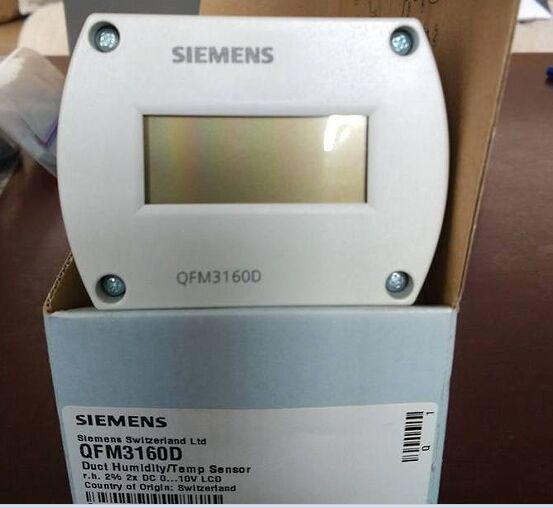 SIEMENS
QFM3160D
SIEMENS
Siemens Switzerland Ltd
QFM3160D
Duct Humidity/Temp Sensor
r.h. 2% 2x DC 0...10V LCD
Country of Origin: Switzerland
1
Q